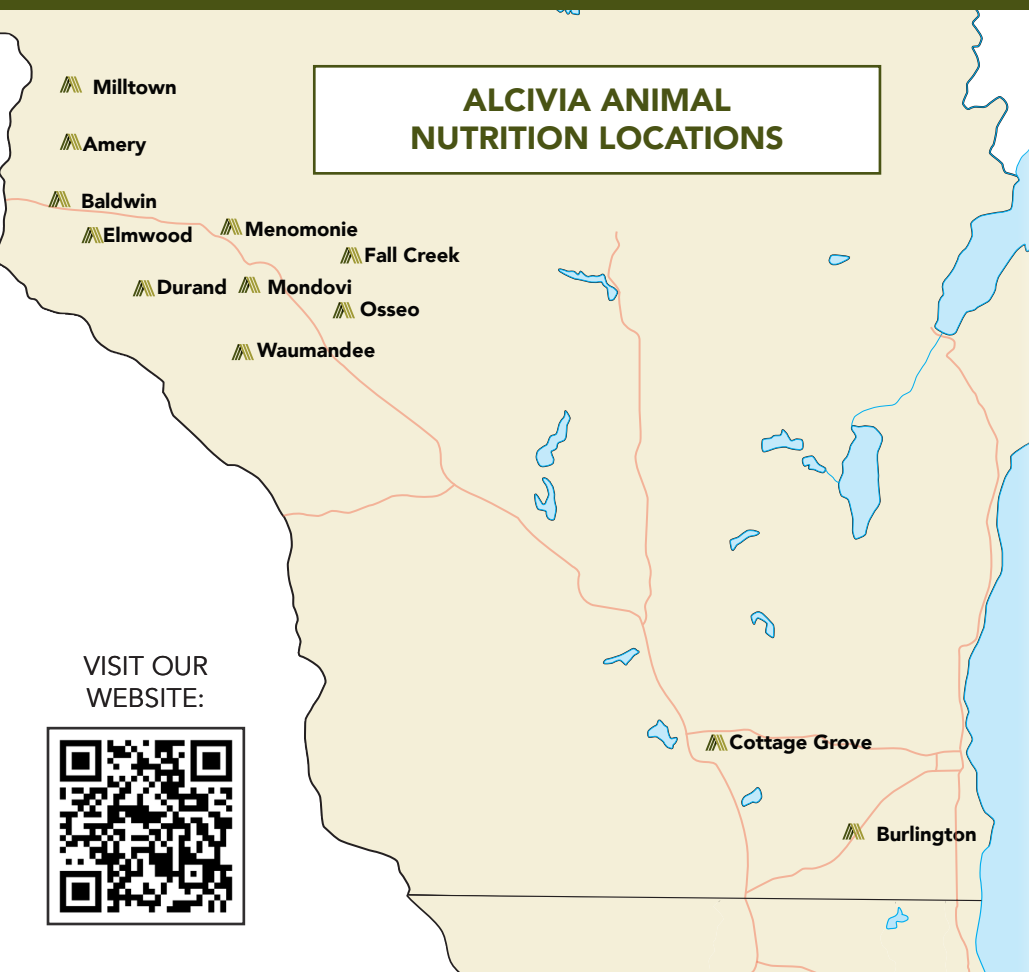 ALCIVIA ANIMAL
NUTRITION LOCATIONS
Milltown
Amery
Baldwin
Elmwood
Menomonie
Fall Creek
Durand
Mondovi
Osseo
Waumandee
VISIT OUR
WEBSITE:
Cottage Grove
Burlington